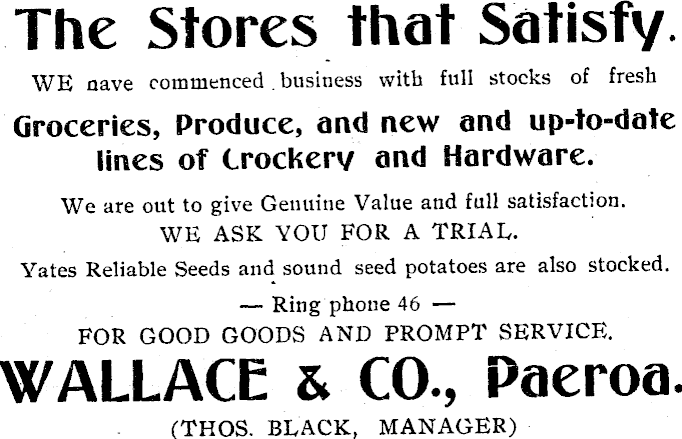 The Stores that Satisfy.
WE have commenced business with full stocks of fresh
Groceries, Produce, and new and up-to-date
lines of Crockery and Hardware.
We are out to give Genuine Value and full satisfaction.
WE ASK YOU FOR A TRIAL.
Yates Reliable Seeds and sound seed potatoes are also stocked.
— Ring phone 46 —
FOR GOOD GOODS AND PROMPT SERVICE.
WALLACE & CO., Paeroa.
(THOS. BLACK, MANAGER)